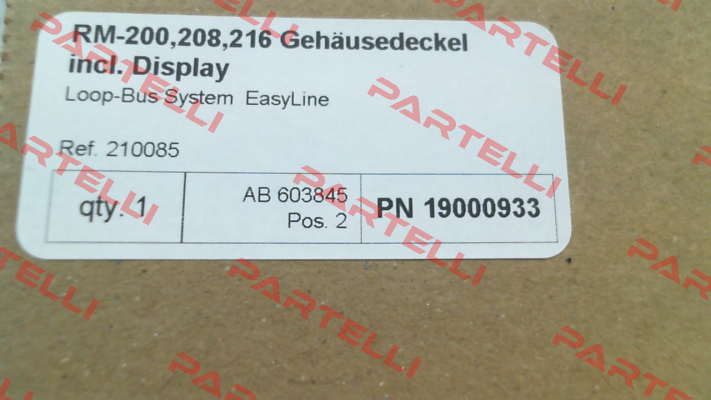 RM-200,208,216 Gehäusedeckel
incl. Display
Loop-Bus System EasyLine
Ref. 210085
qty. 1
AB 603845
Pos. 2
PN 19000933
PARTELLI
PARTELLI
PARTELLI
PARTELLI
PARTELLI
PARTELLI
PARTELLI
PARTELLI